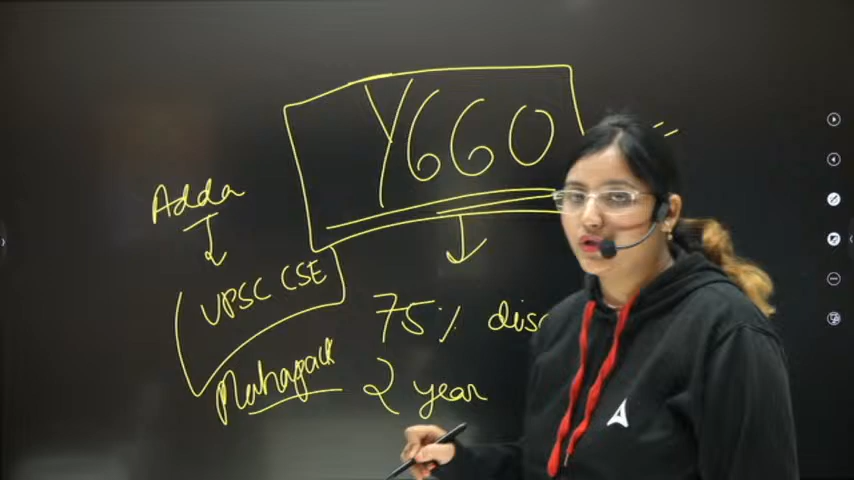 Y660
Adda
UPSC CSE
Mahapack
75% disc
2 year